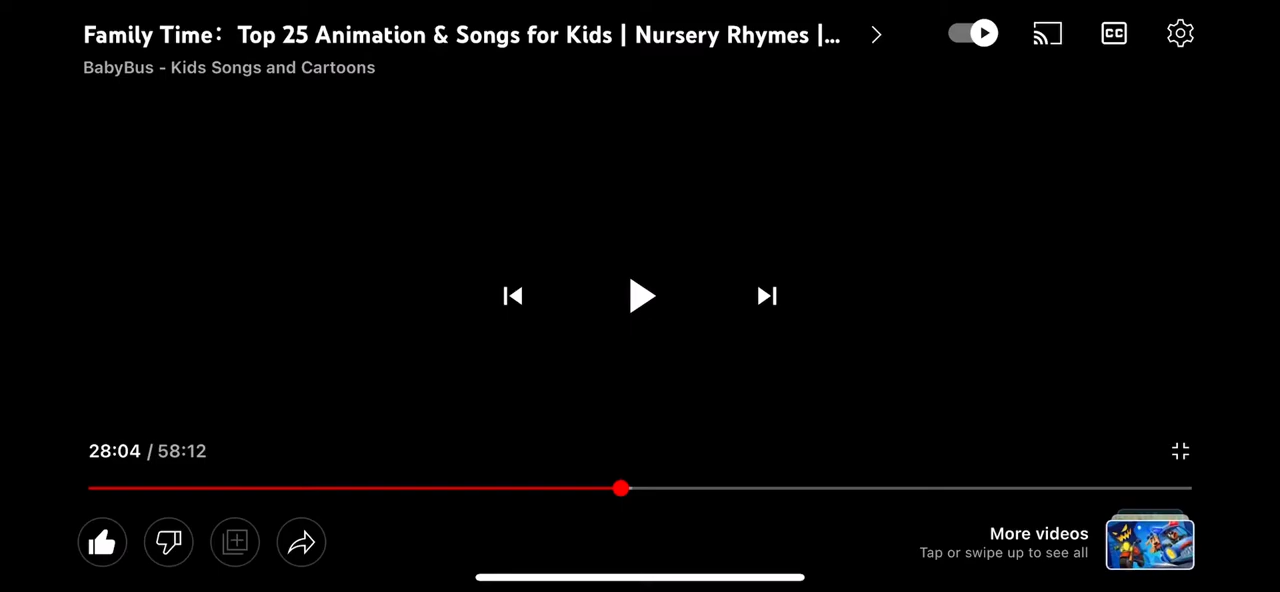 Family Time：Top 25 Animation & Songs for Kids | Nursery Rhymes |...
BabyBus - Kids Songs and Cartoons
CC
28:04 / 58:12
More videos
Tap or swipe up to see all